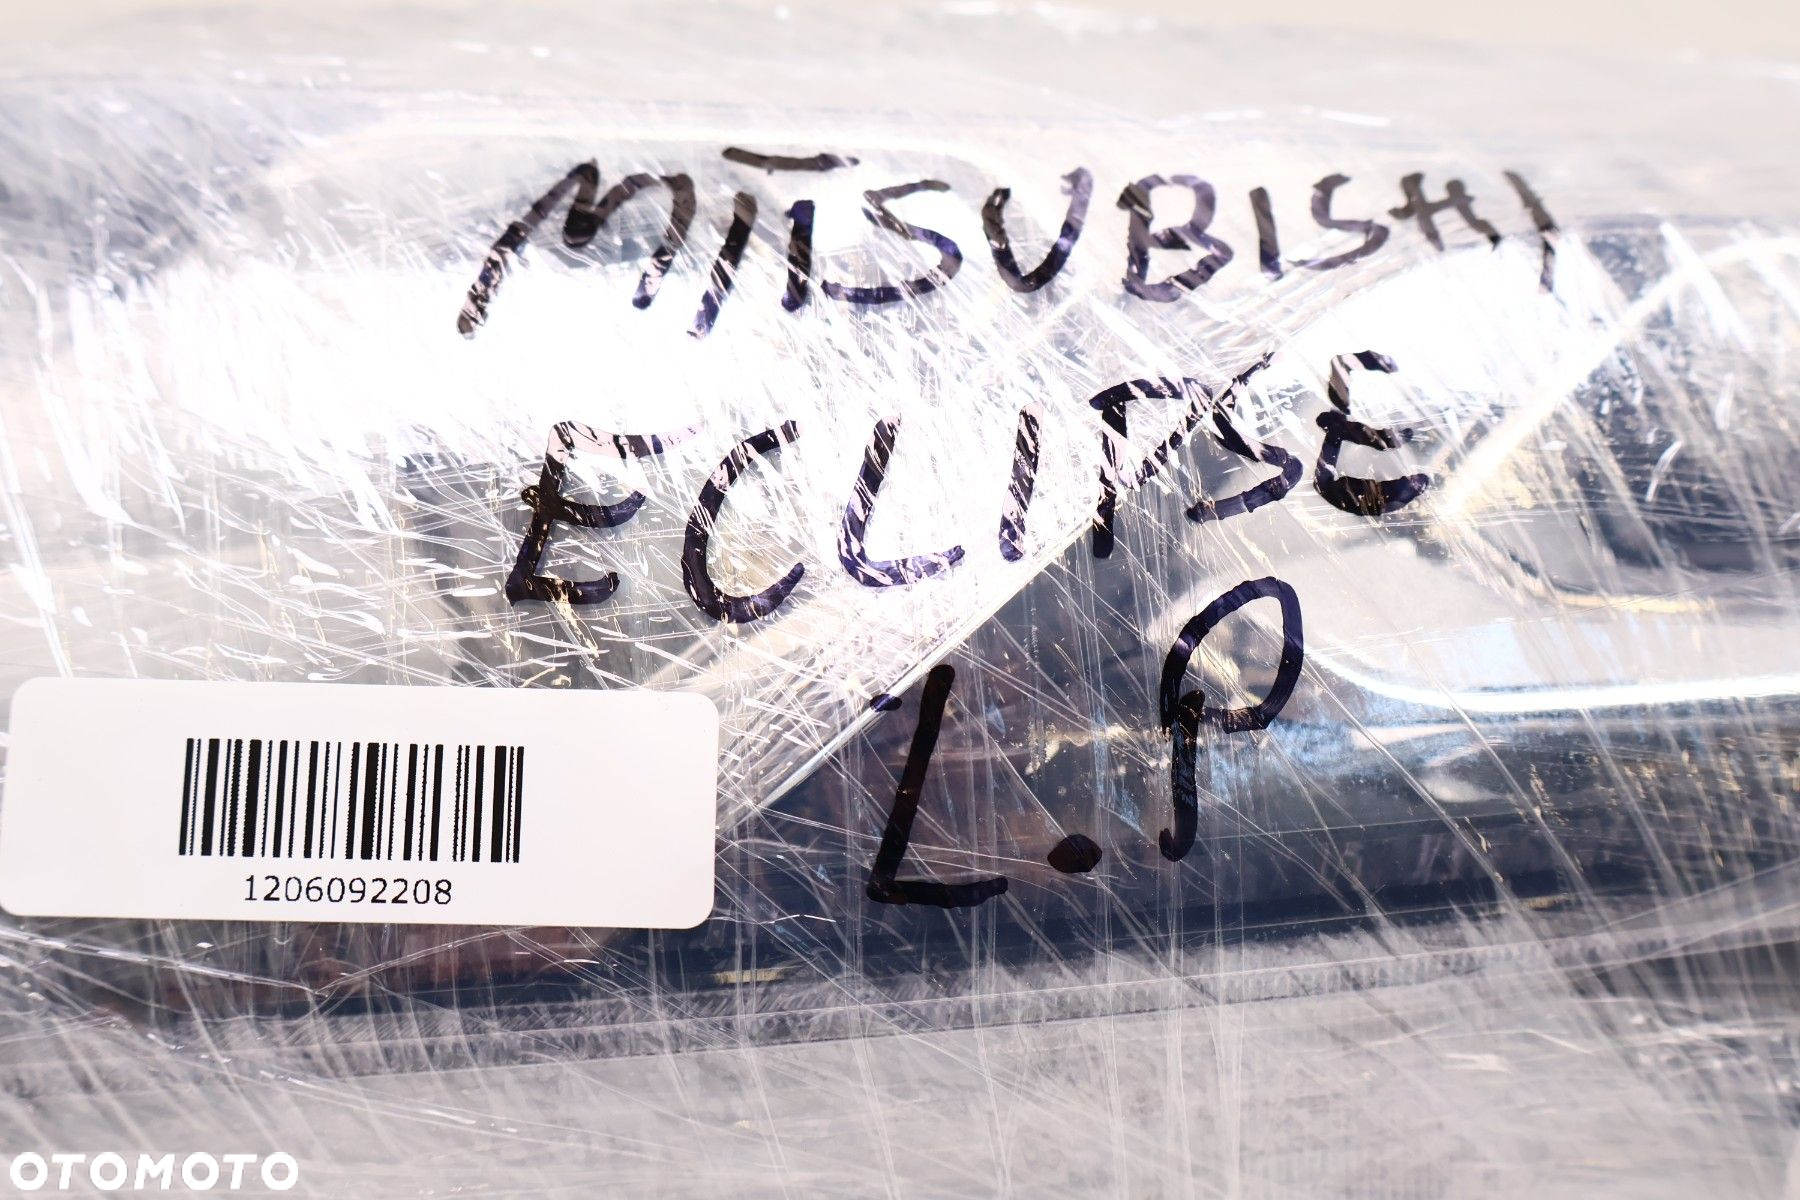 MITSUBISHI
ECLIPSE
L.P
1206092208
OTOMOTO